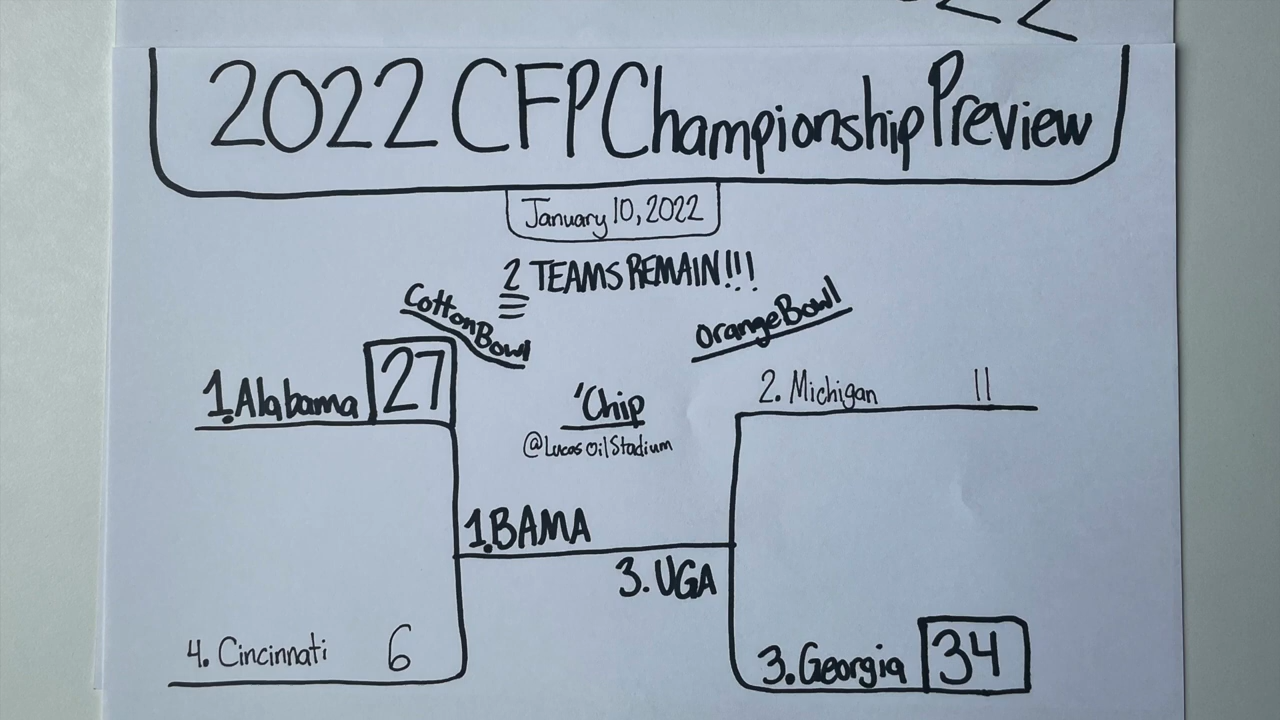 2022 CFP Championship Preview
January 10, 2022
2 TEAMS REMAIN!!!
Cotton Bowl
Orange Bowl
1. Alabama 27
'Chip
@Lucas Oil Stadium
2. Michigan 11
1. BAMA
3. UGA
4. Cincinnati 6
3. Georgia 34